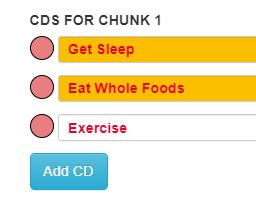 CDS FOR CHUNK 1
Get Sleep
Eat Whole Foods
Exercise
Add CD